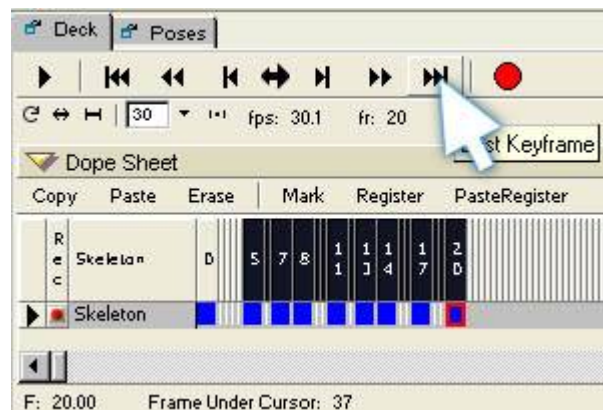 Deck Poses
30 fps: 30.1 fr: 20
st Keyframe
Dope Sheet
Copy Paste Erase Mark Register PasteRegister
Rec Skeleton 0 5 7 8 11 13 14 17 20
Skeleton
F: 20.00 Frame Under Cursor: 37